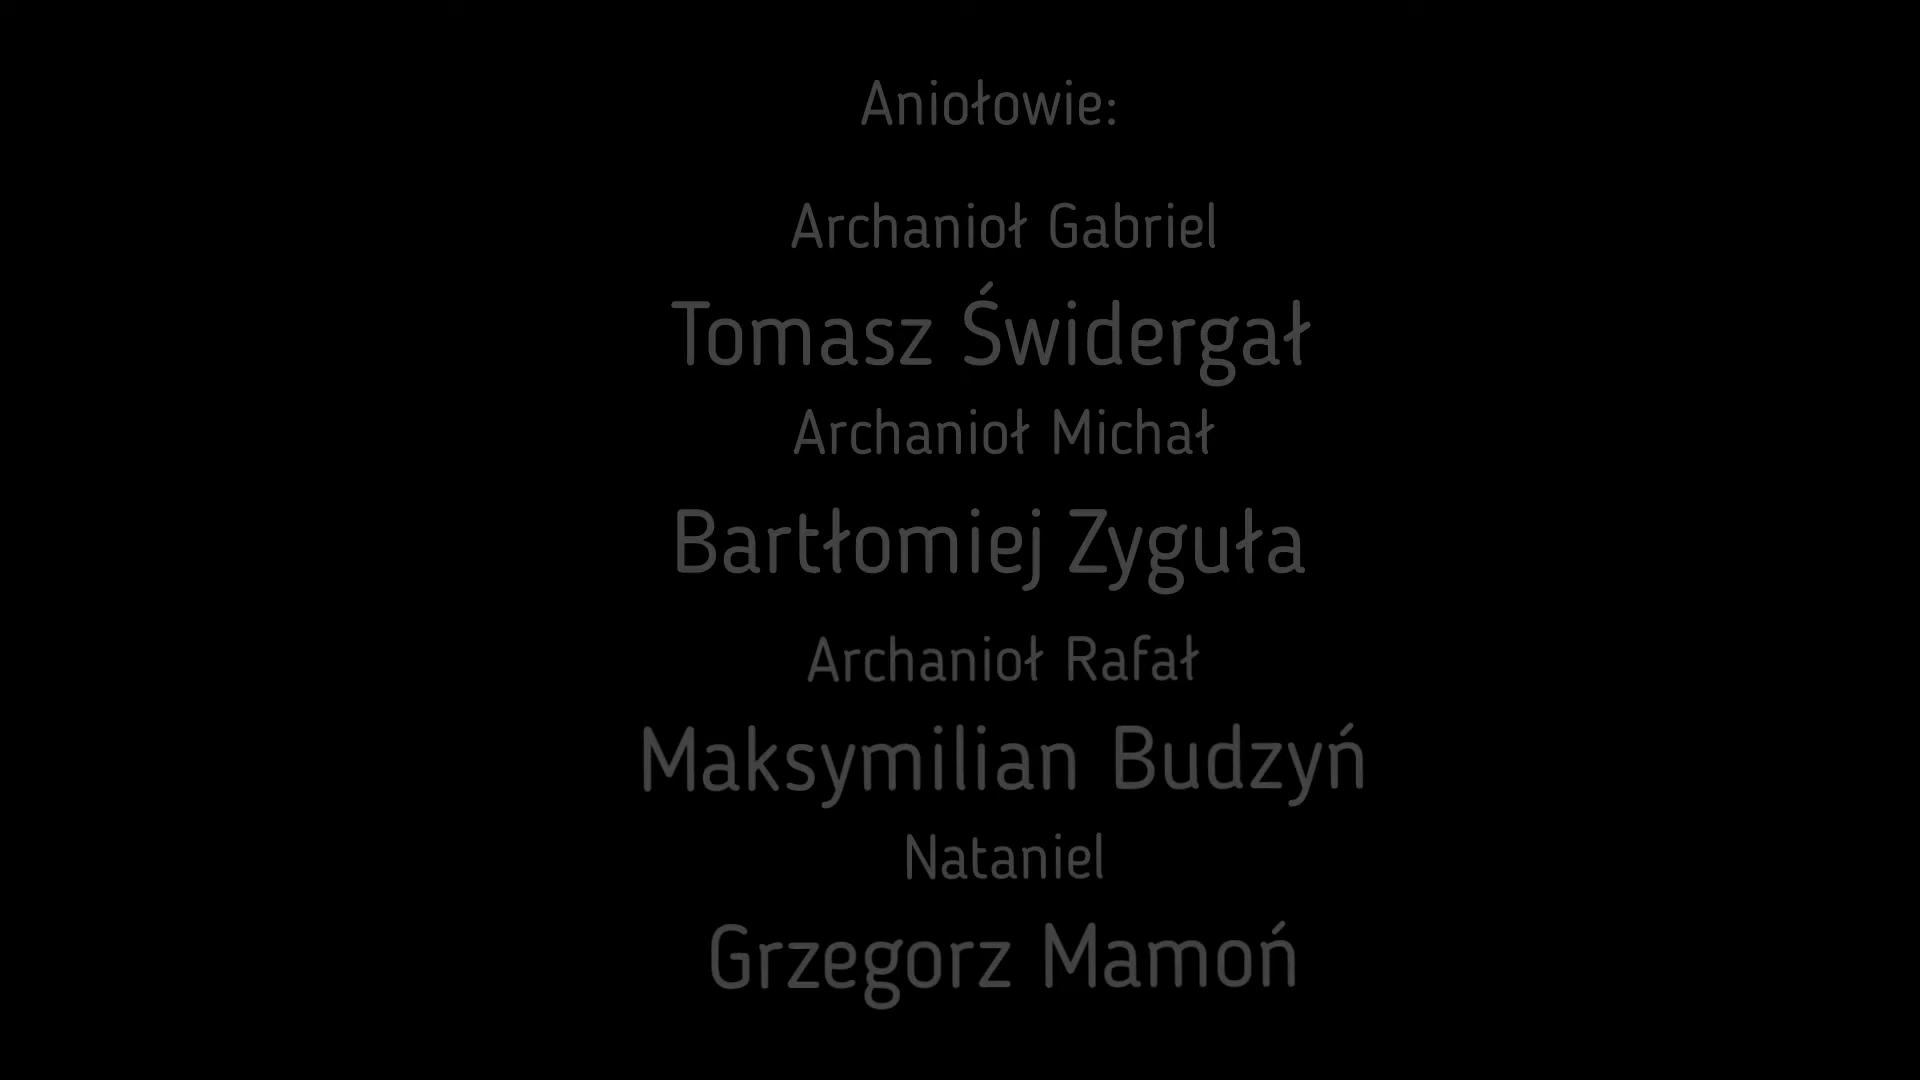 Aniołowie:
Archanioł Gabriel
Tomasz Świdergał
Archanioł Michał
Bartłomiej Zyguła
Archanioł Rafał
Maksymilian Budzyń
Nataniel
Grzegorz Mamoń